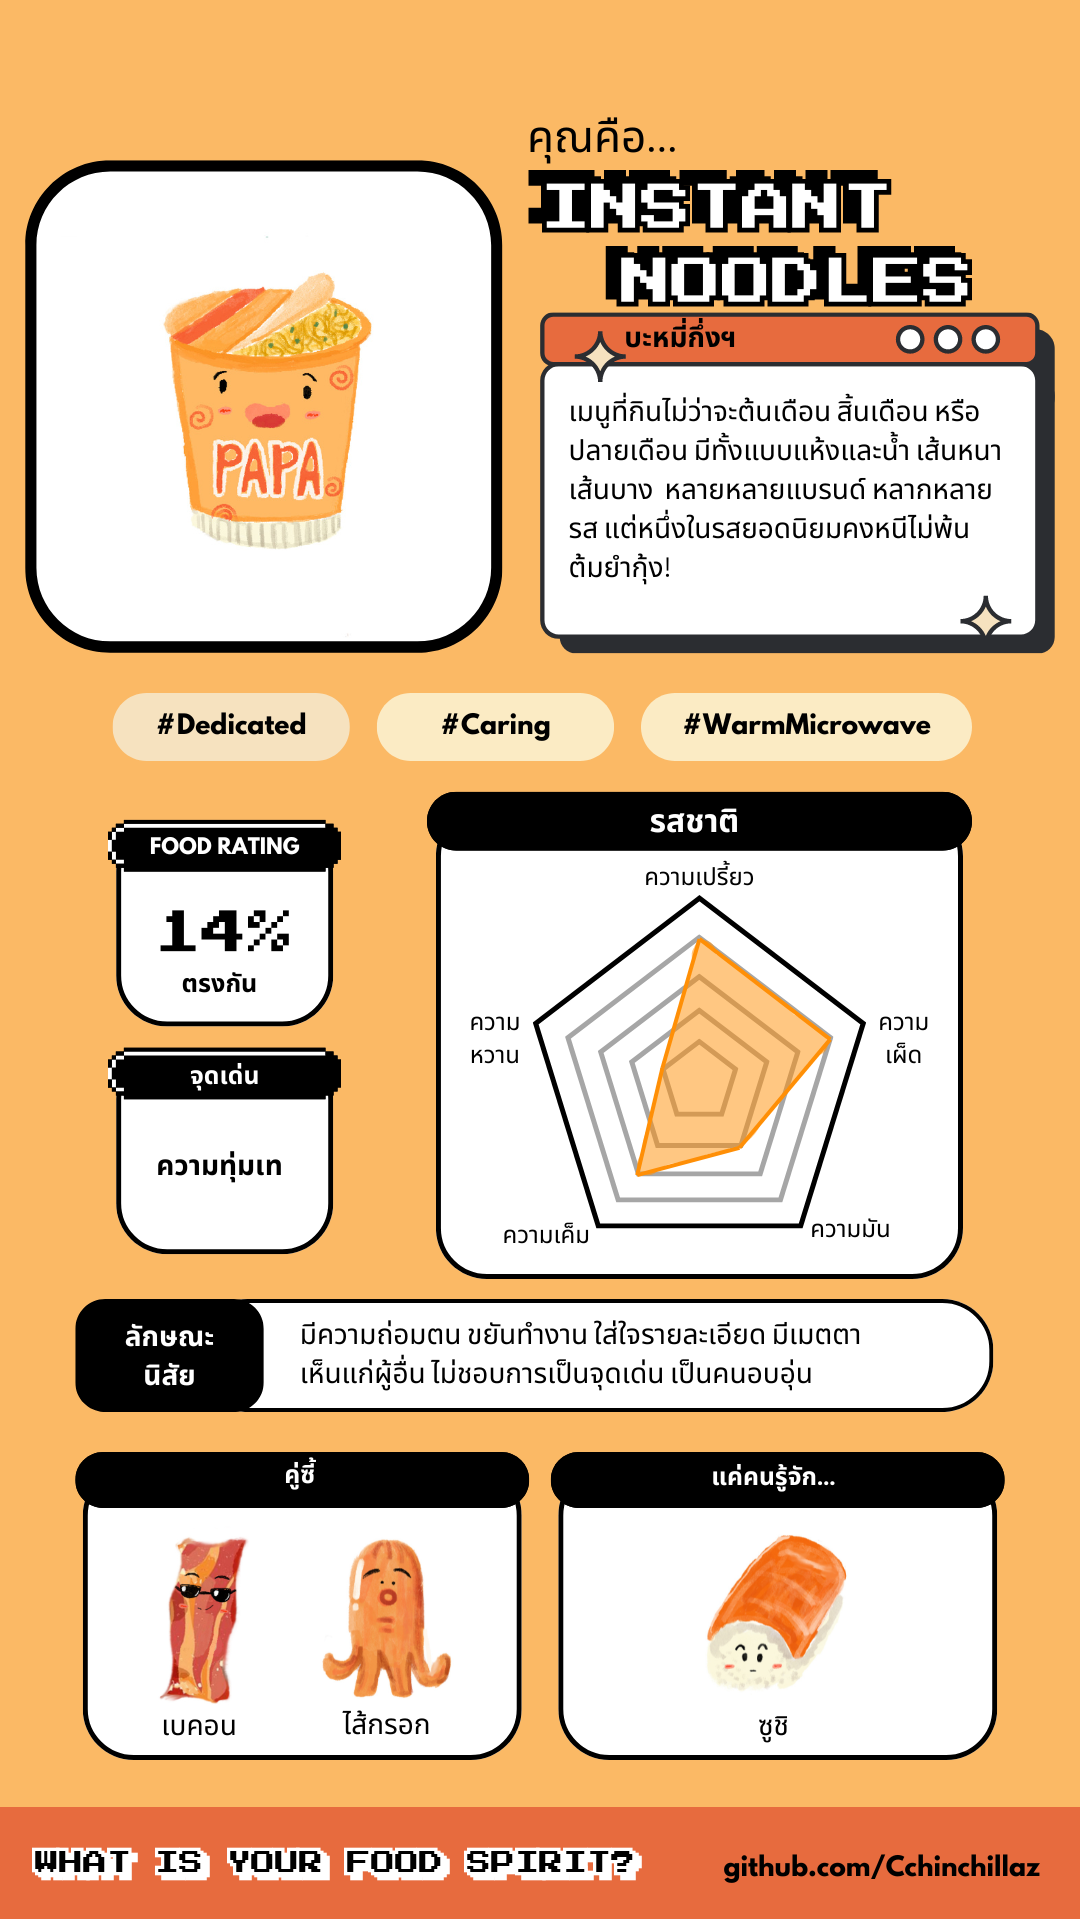 คุณคือ...
INSTANT
NOODLES
บะหมี่กึ่งฯ
เมนูที่กินไม่ว่าจะต้นเดือน สิ้นเดือน หรือ
ปลายเดือน มีทั้งแบบแห้งและน้ำ เส้นหนา
เส้นบาง หลายหลายแบรนด์ หลากหลาย
รส แต่หนึ่งในรสยอดนิยมคงหนีไม่พ้น
ต้มยำกุ้ง!
PAPA
#Dedicated
#Caring
#WarmMicrowave
FOOD RATING
14%
ตรงกัน
จุดเด่น
ความทุ่มเท
รสชาติ
ความเปรี้ยว
ความ
หวาน
ความ
เผ็ด
ความเค็ม
ความมัน
ลักษณะ
นิสัย
มีความถ่อมตน ขยันทำงาน ใส่ใจรายละเอียด มีเมตตา
เห็นแก่ผู้อื่น ไม่ชอบการเป็นจุดเด่น เป็นคนอบอุ่น
คู่ซี้
เบคอน
ไส้กรอก
แค่คนรู้จัก...
ซูชิ
WHAT IS YOUR FOOD SPIRIT?
github.com/Cchinchillaz